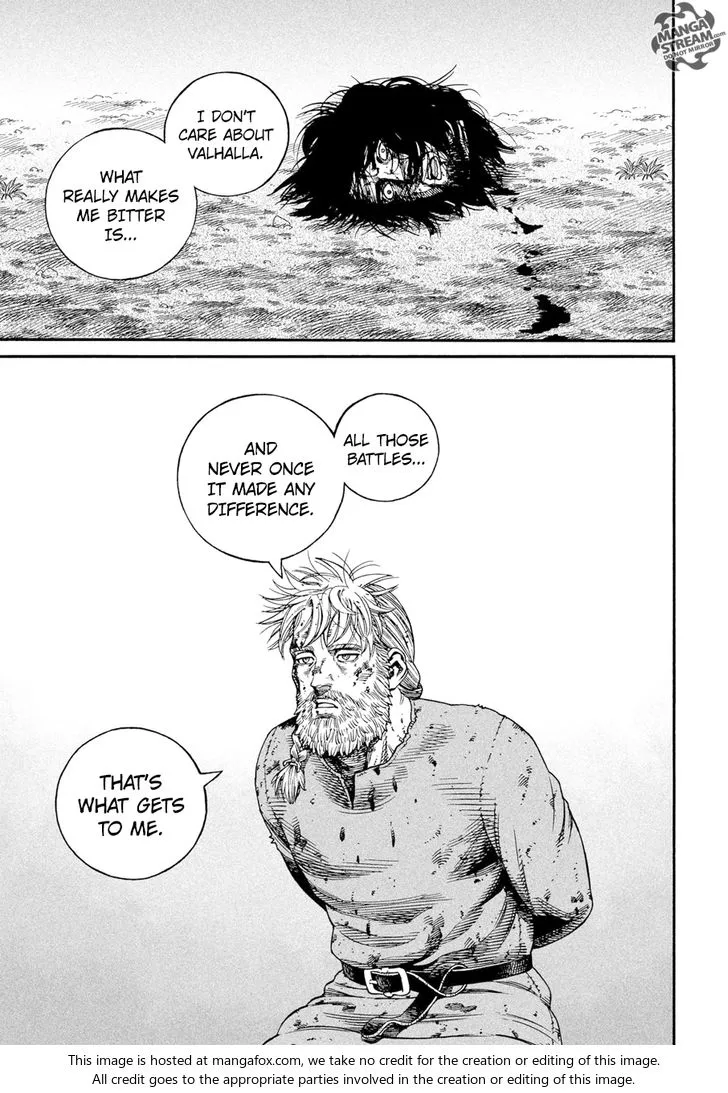 MANGA
STREAM.com
DO NOT MIRROR
I DON'T
CARE ABOUT
VALHALLA.
WHAT
REALLY MAKES
ME BITTER
IS...
ALL THOSE
BATTLES...
AND
NEVER ONCE
IT MADE ANY
DIFFERENCE.
THAT'S
WHAT GETS
TO ME.
This image is hosted at mangafox.com, we take no credit for the creation or editing of this image.
All credit goes to the appropriate parties involved in the creation or editing of this image.